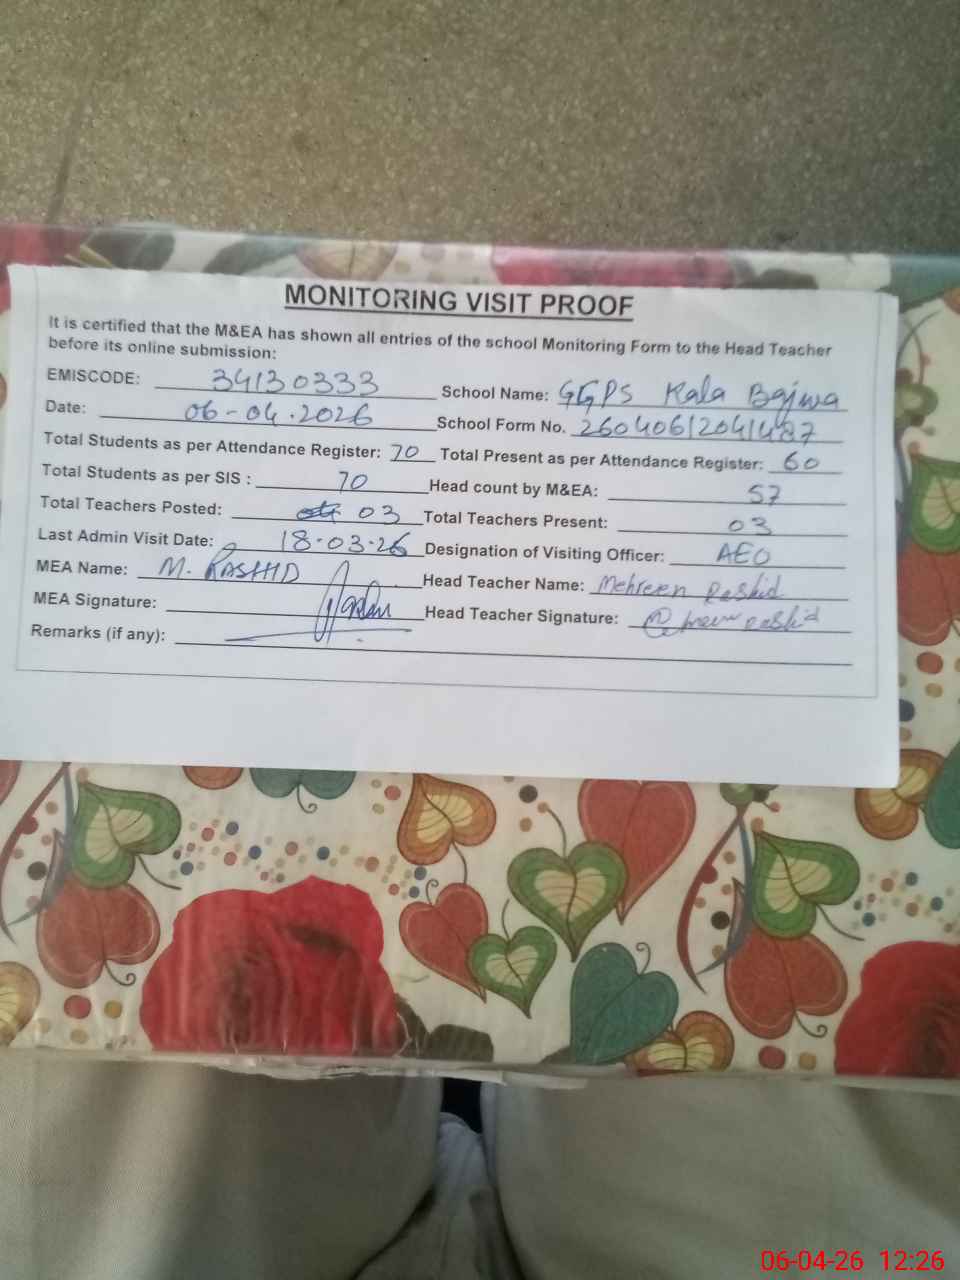 MONITORING VISIT PROOF
It is certified that the M&EA has shown all entries of the school Monitoring Form to the Head Teacher
before its online submission:
EMISCODE: 34130333 School Name: GGPS Kala Bajwa
Date: 06-04-2026 School Form No. 26040612041487
Total Students as per Attendance Register: 70 Total Present as per Attendance Register: 60
Total Students as per SIS : 70 Head count by M&EA: 57
Total Teachers Posted: 03 Total Teachers Present: 03
Last Admin Visit Date: 18-03-26 Designation of Visiting Officer: AEO
MEA Name: M. RASHID Head Teacher Name: Mehreen Rashid
MEA Signature: Head Teacher Signature: Mehreen Rashid
Remarks (if any):
06-04-26 12:26